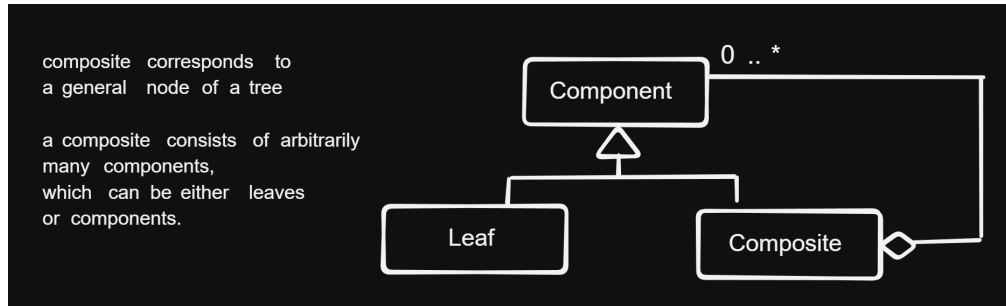 composite corresponds to
a general node of a tree
a composite consists of arbitrarily
many components,
which can be either leaves
or components.
0 .. *
Component
Leaf
Composite